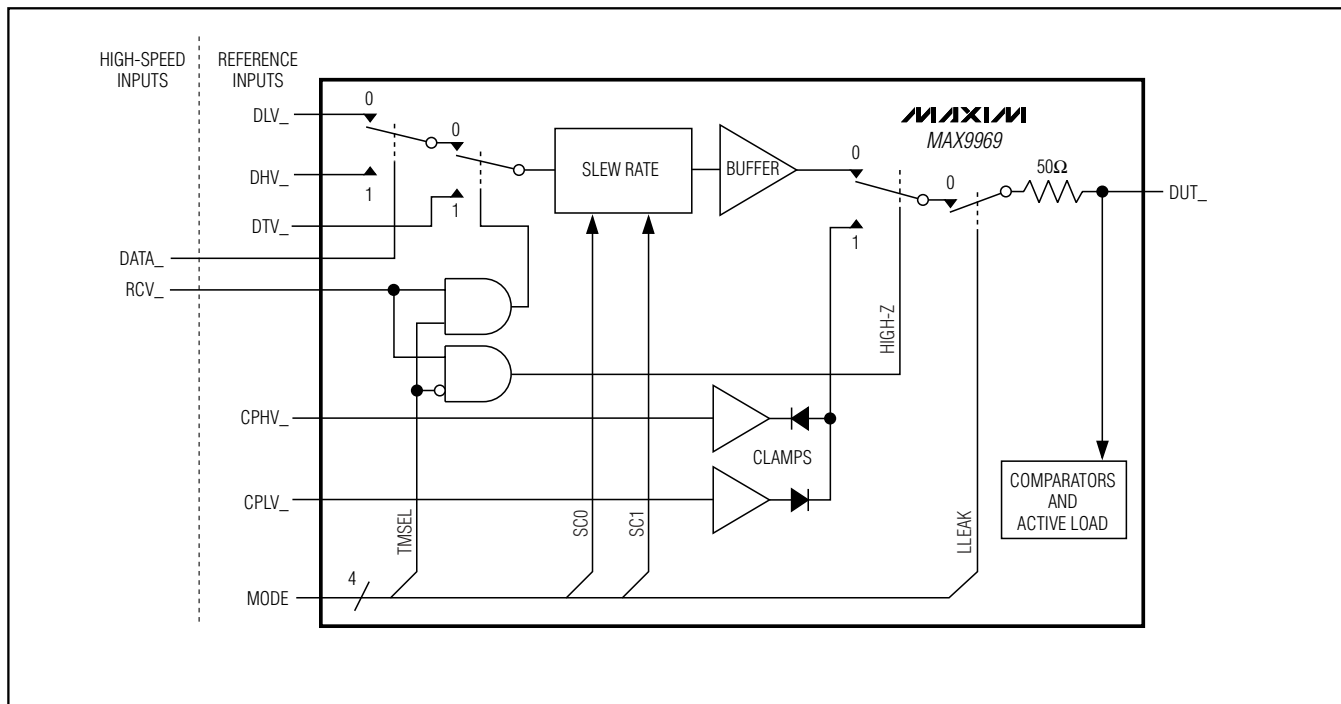 HIGH-SPEED
INPUTS
REFERENCE
INPUTS
DLV_
0
0
MAXIM
MAX9969
DHV_
1
SLEW RATE
BUFFER
0
0
50Ω
DUT_
DTV_
1
1
DATA_
RCV_
HIGH-Z
CPHV_
CLAMPS
CPLV_
COMPARATORS
AND
ACTIVE LOAD
TMSEL
SC0
SC1
LLEAK
4
MODE